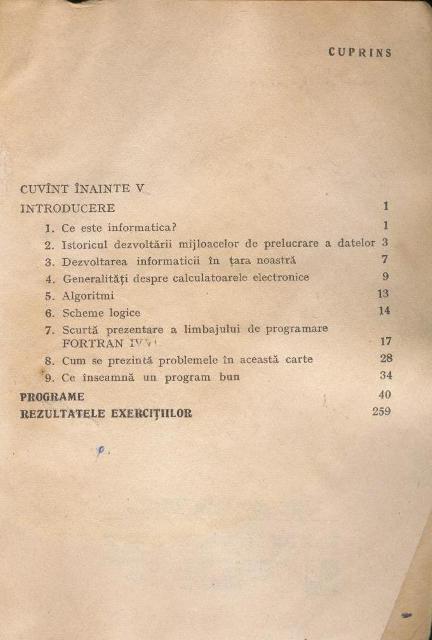 CUPRINS
CUVÎNT ÎNAINTE V
INTRODUCERE 1
1. Ce este informatica? 1
2. Istoricul dezvoltării mijloacelor de prelucrare a datelor 3
3. Dezvoltarea informaticii în țara noastră 7
4. Generalități despre calculatoarele electronice 9
5. Algoritmi 13
6. Scheme logice 14
7. Scurtă prezentare a limbajului de programare
FORTRAN IV 17
8. Cum se prezintă problemele în această carte 28
9. Ce înseamnă un program bun 34
PROGRAME 40
REZULTATELE EXERCIȚIILOR 259